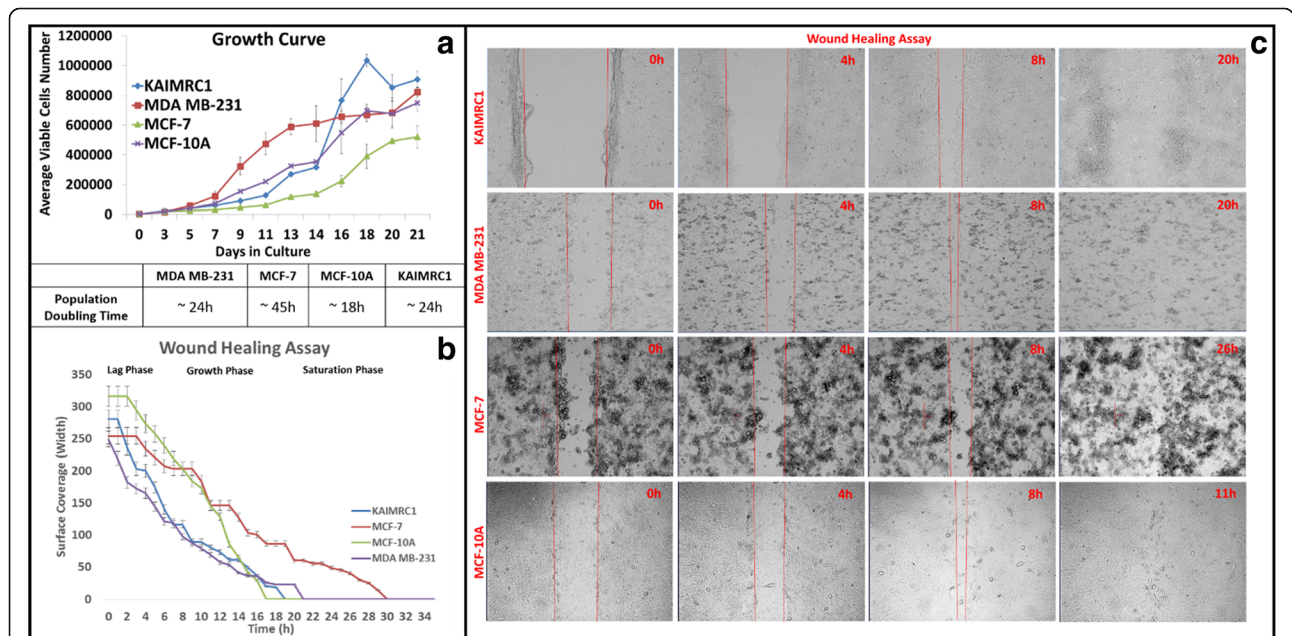 a
Growth Curve
Average Viable Cells Number
1200000
1000000
800000
600000
400000
200000
0
KAIMRC1
MDA MB-231
MCF-7
MCF-10A
0 3 5 7 9 11 13 14 16 18 20 21
Days in Culture
MDA MB-231 MCF-7 MCF-10A KAIMRC1
Population Doubling Time ~ 24h ~ 45h ~ 18h ~ 24h
b
Wound Healing Assay
Lag Phase Growth Phase Saturation Phase
Surface Coverage (Width)
350
300
250
200
150
100
50
0
KAIMRC1
MCF-7
MCF-10A
MDA MB-231
0 2 4 6 8 10 12 14 16 18 20 22 24 26 28 30 32 34
Time (h)
c
Wound Healing Assay
KAIMRC1
0h 4h 8h 20h
MDA MB-231
0h 4h 8h 20h
MCF-7
0h 4h 8h 26h
MCF-10A
0h 4h 8h 11h